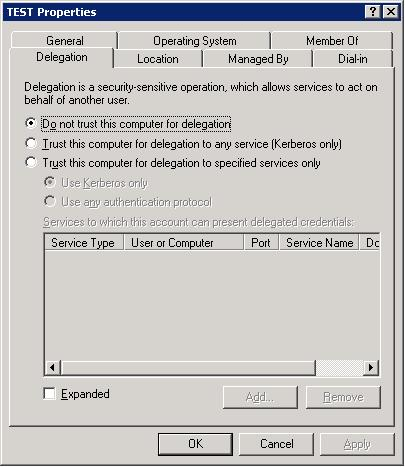 TEST Properties
General Operating System Member Of
Delegation Location Managed By Dial-in
Delegation is a security-sensitive operation, which allows services to act on
behalf of another user.
Do not trust this computer for delegation
Trust this computer for delegation to any service (Kerberos only)
Trust this computer for delegation to specified services only
Use Kerberos only
Use any authentication protocol
Services to which this account can present delegated credentials:
Service Type User or Computer Port Service Name Do
Expanded Add... Remove
OK Cancel Apply